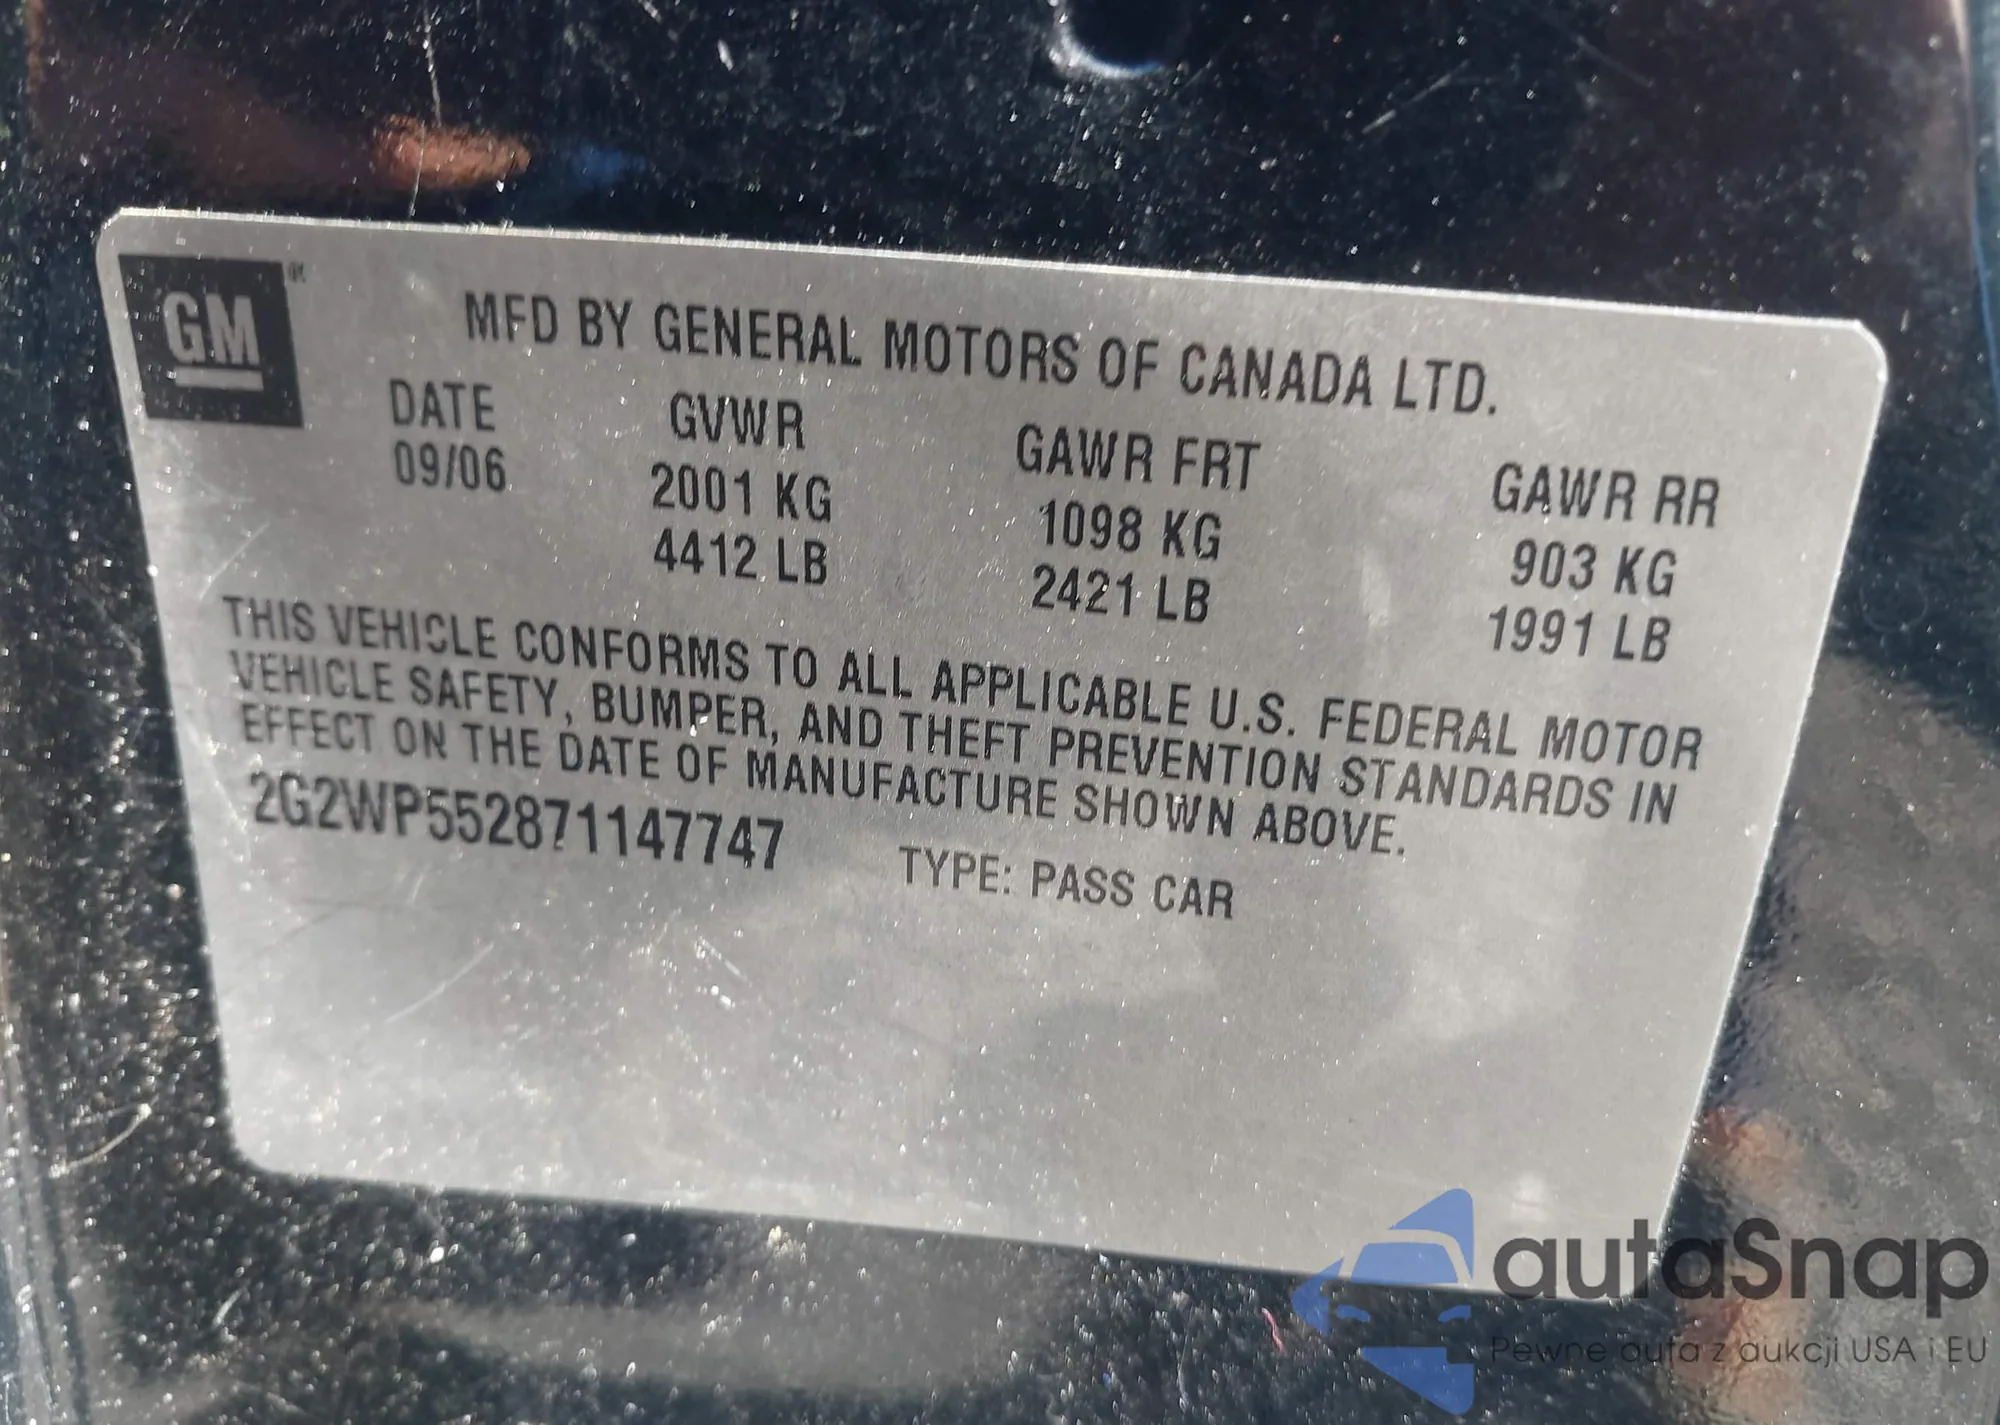 GM ®
MFD BY GENERAL MOTORS OF CANADA LTD.
DATE GVWR GAWR FRT GAWR RR
09/06 2001 KG 1098 KG 903 KG
4412 LB 2421 LB 1991 LB
THIS VEHICLE CONFORMS TO ALL APPLICABLE U.S. FEDERAL MOTOR
VEHICLE SAFETY, BUMPER, AND THEFT PREVENTION STANDARDS IN
EFFECT ON THE DATE OF MANUFACTURE SHOWN ABOVE.
2G2WP552871147747 TYPE: PASS CAR
autaSnap
Pewne auta z aukcji USA i EU